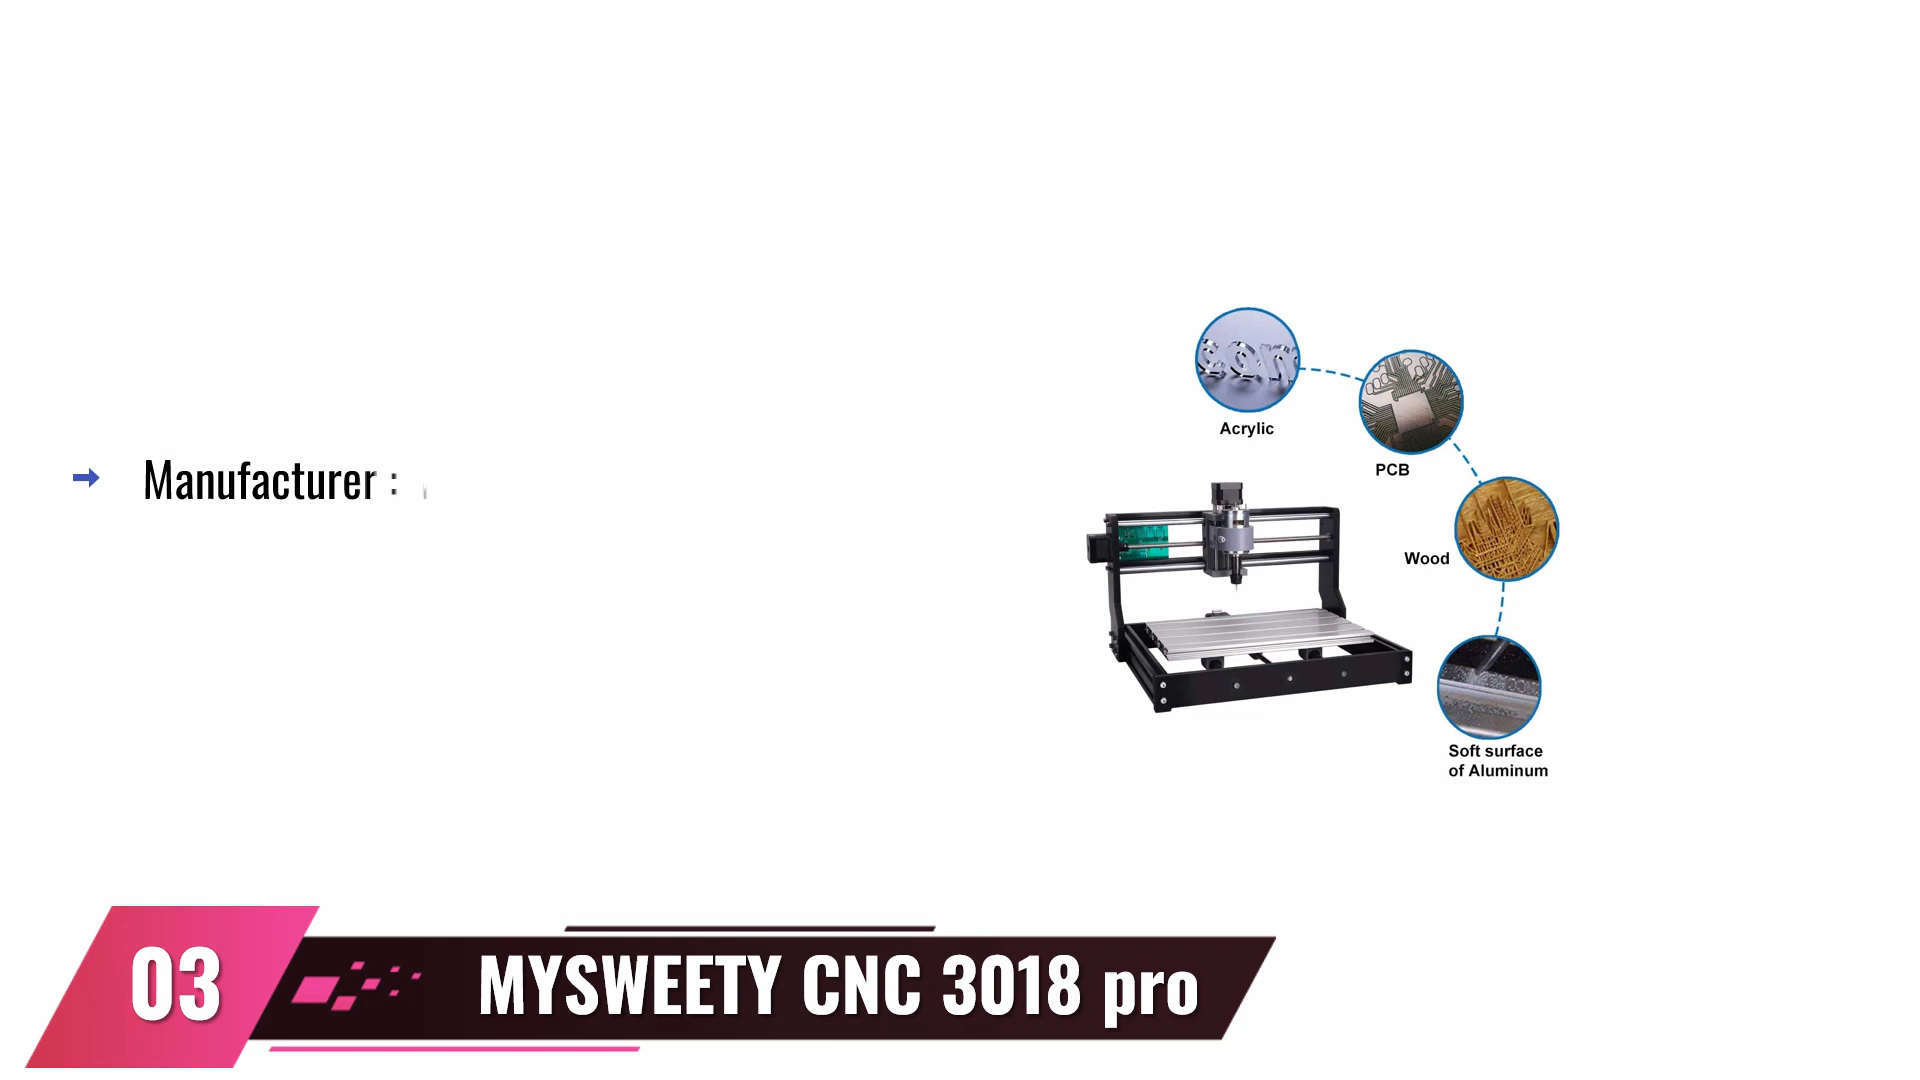 Acrylic
PCB
Manufacturer :
Wood
Soft surface
of Aluminum
03
MYSWEETY CNC 3018 pro